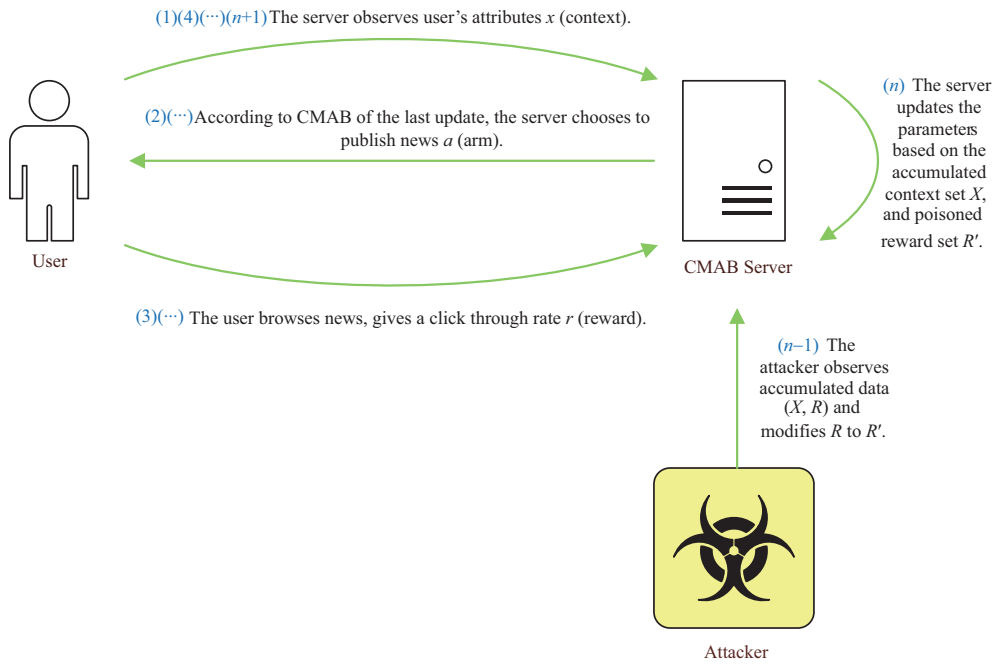 (1)(4)(···)(n+1) The server observes user's attributes x (context).
(2)(···)According to CMAB of the last update, the server chooses to
publish news a (arm).
(n) The server
updates the
parameters
based on the
accumulated
context set X,
and poisoned
reward set R′.
User
CMAB Server
(3)(···) The user browses news, gives a click through rate r (reward).
(n–1) The
attacker observes
accumulated data
(X, R) and
modifies R to R′.
Attacker